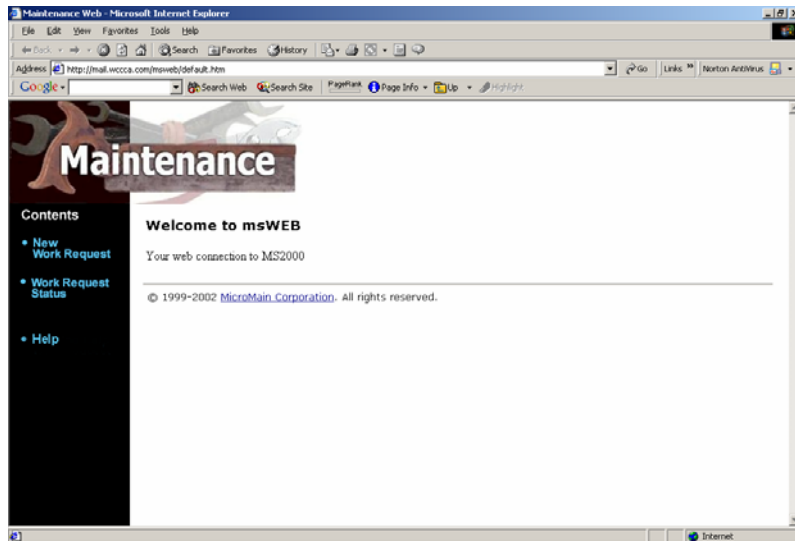 Maintenance Web - Microsoft Internet Explorer
File Edit View Favorites Tools Help
Back Search Favorites History
Address http://mail.wccca.com/msweb/default.htm Go Links » Norton AntiVirus
Google Search Web Search Site PageRank Page Info Up Highlight
Maintenance
Contents
• New
Work Request
• Work Request
Status
• Help
Welcome to msWEB
Your web connection to MS2000
© 1999-2002 MicroMain Corporation. All rights reserved.
Internet